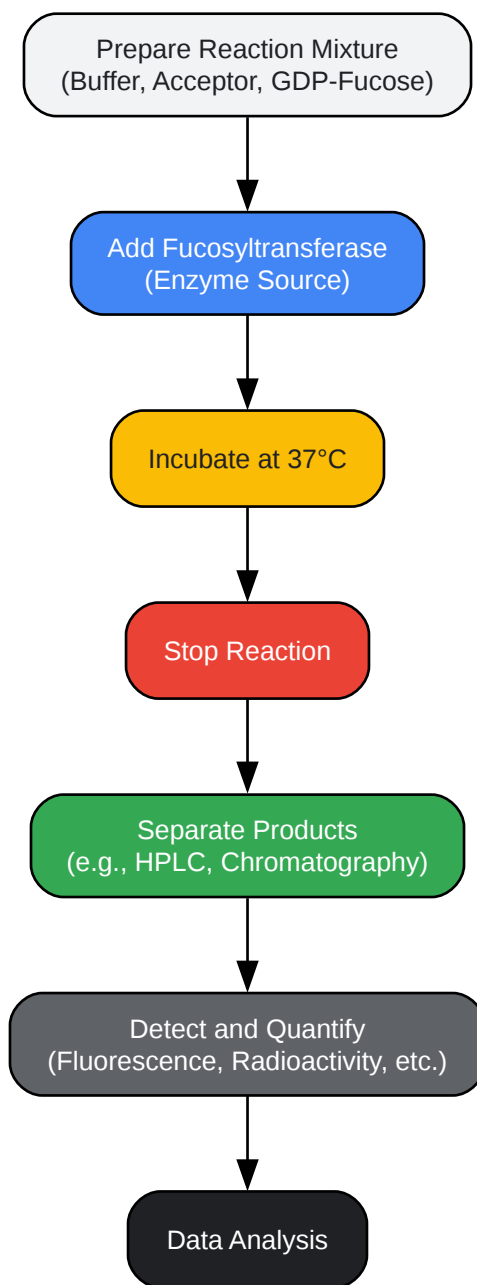 Prepare Reaction Mixture
(Buffer, Acceptor, GDP-Fucose)
Add Fucosyltransferase
(Enzyme Source)
Incubate at 37°C
Stop Reaction
Separate Products
(e.g., HPLC, Chromatography)
Detect and Quantify
(Fluorescence, Radioactivity, etc.)
Data Analysis